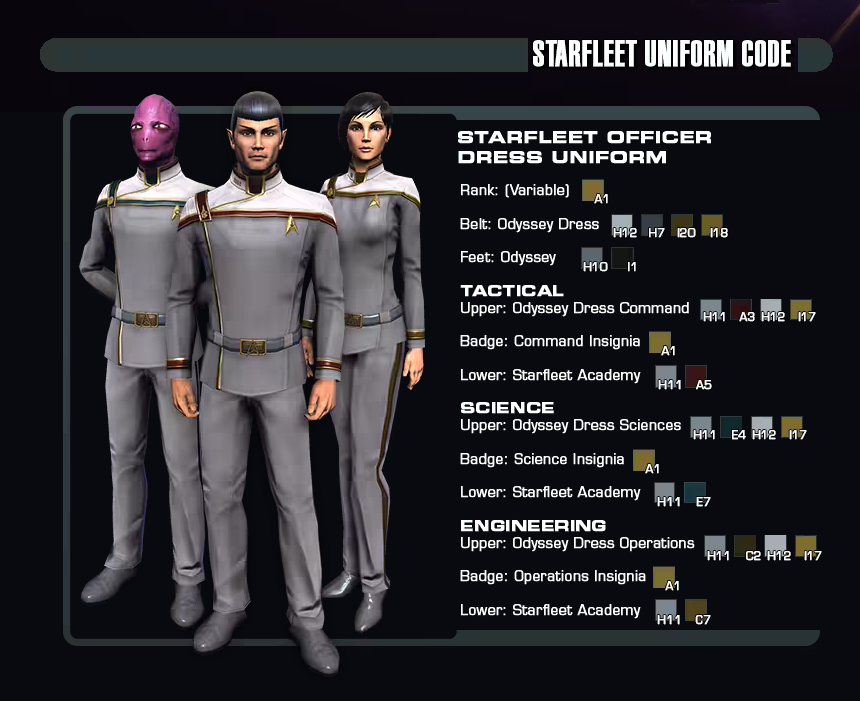 STARFLEET UNIFORM CODE
STARFLEET OFFICER
DRESS UNIFORM
Rank: (Variable) A1
Belt: Odyssey Dress H12 H7 I20 I18
Feet: Odyssey H10 I1
TACTICAL
Upper: Odyssey Dress Command H11 A3 H12 I17
Badge: Command Insignia A1
Lower: Starfleet Academy H11 A5
SCIENCE
Upper: Odyssey Dress Sciences H11 E4 H12 I17
Badge: Science Insignia A1
Lower: Starfleet Academy H11 E7
ENGINEERING
Upper: Odyssey Dress Operations H11 C2 H12 I17
Badge: Operations Insignia A1
Lower: Starfleet Academy H11 C7